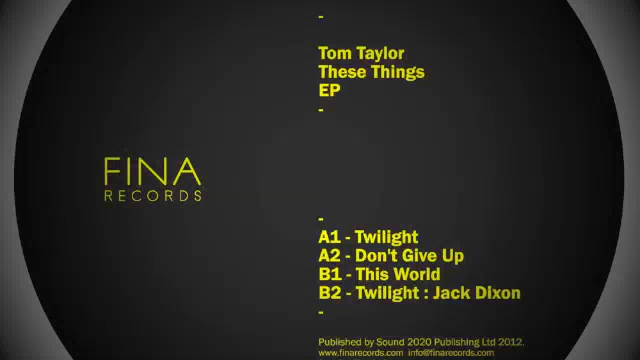 -
Tom Taylor
These Things
EP
-
FINA
RECORDS
-
A1 - Twilight
A2 - Don't Give Up
B1 - This World
B2 - Twilight : Jack Dixon
-
Published by Sound 2020 Publishing Ltd 2012.
www.finarecords.com info@finarecords.com